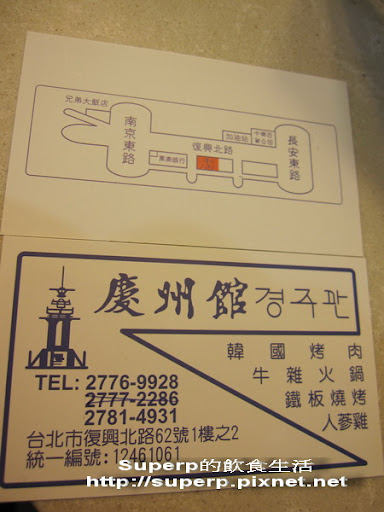 兄弟大飯店
南京東路
復興北路
加油站
長安東路
慶州館 경주관
韓國烤肉
牛雜火鍋
鐵板燒烤
人蔘雞
TEL: 2776-9928
2777-2286
2781-4931
台北市復興北路62號1樓之2
統一編號:12461061
Superp的飲食生活
http://superp.pixnet.net